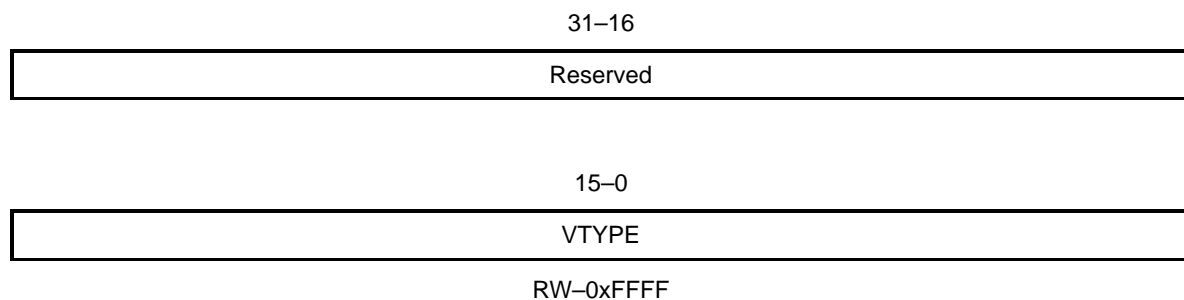 31–16
Reserved
15–0
VTYPE
RW–0xFFFF